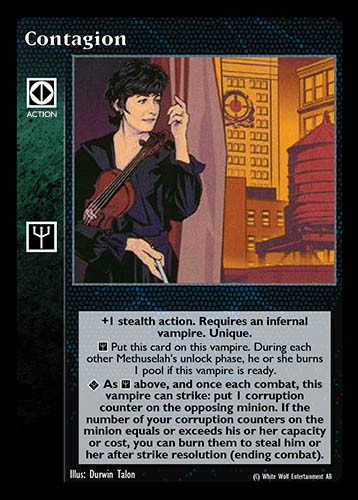 Contagion
ACTION
+1 stealth action. Requires an infernal
vampire. Unique.
Put this card on this vampire. During each
other Methuselah's unlock phase, he or she burns
1 pool if this vampire is ready.
As above, and once each combat, this
vampire can strike: put 1 corruption
counter on the opposing minion. If the
number of your corruption counters on the
minion equals or exceeds his or her capacity
or cost, you can burn them to steal him or
her after strike resolution (ending combat).
Illus: Durwin Talon
(C) White Wolf Entertainment AB